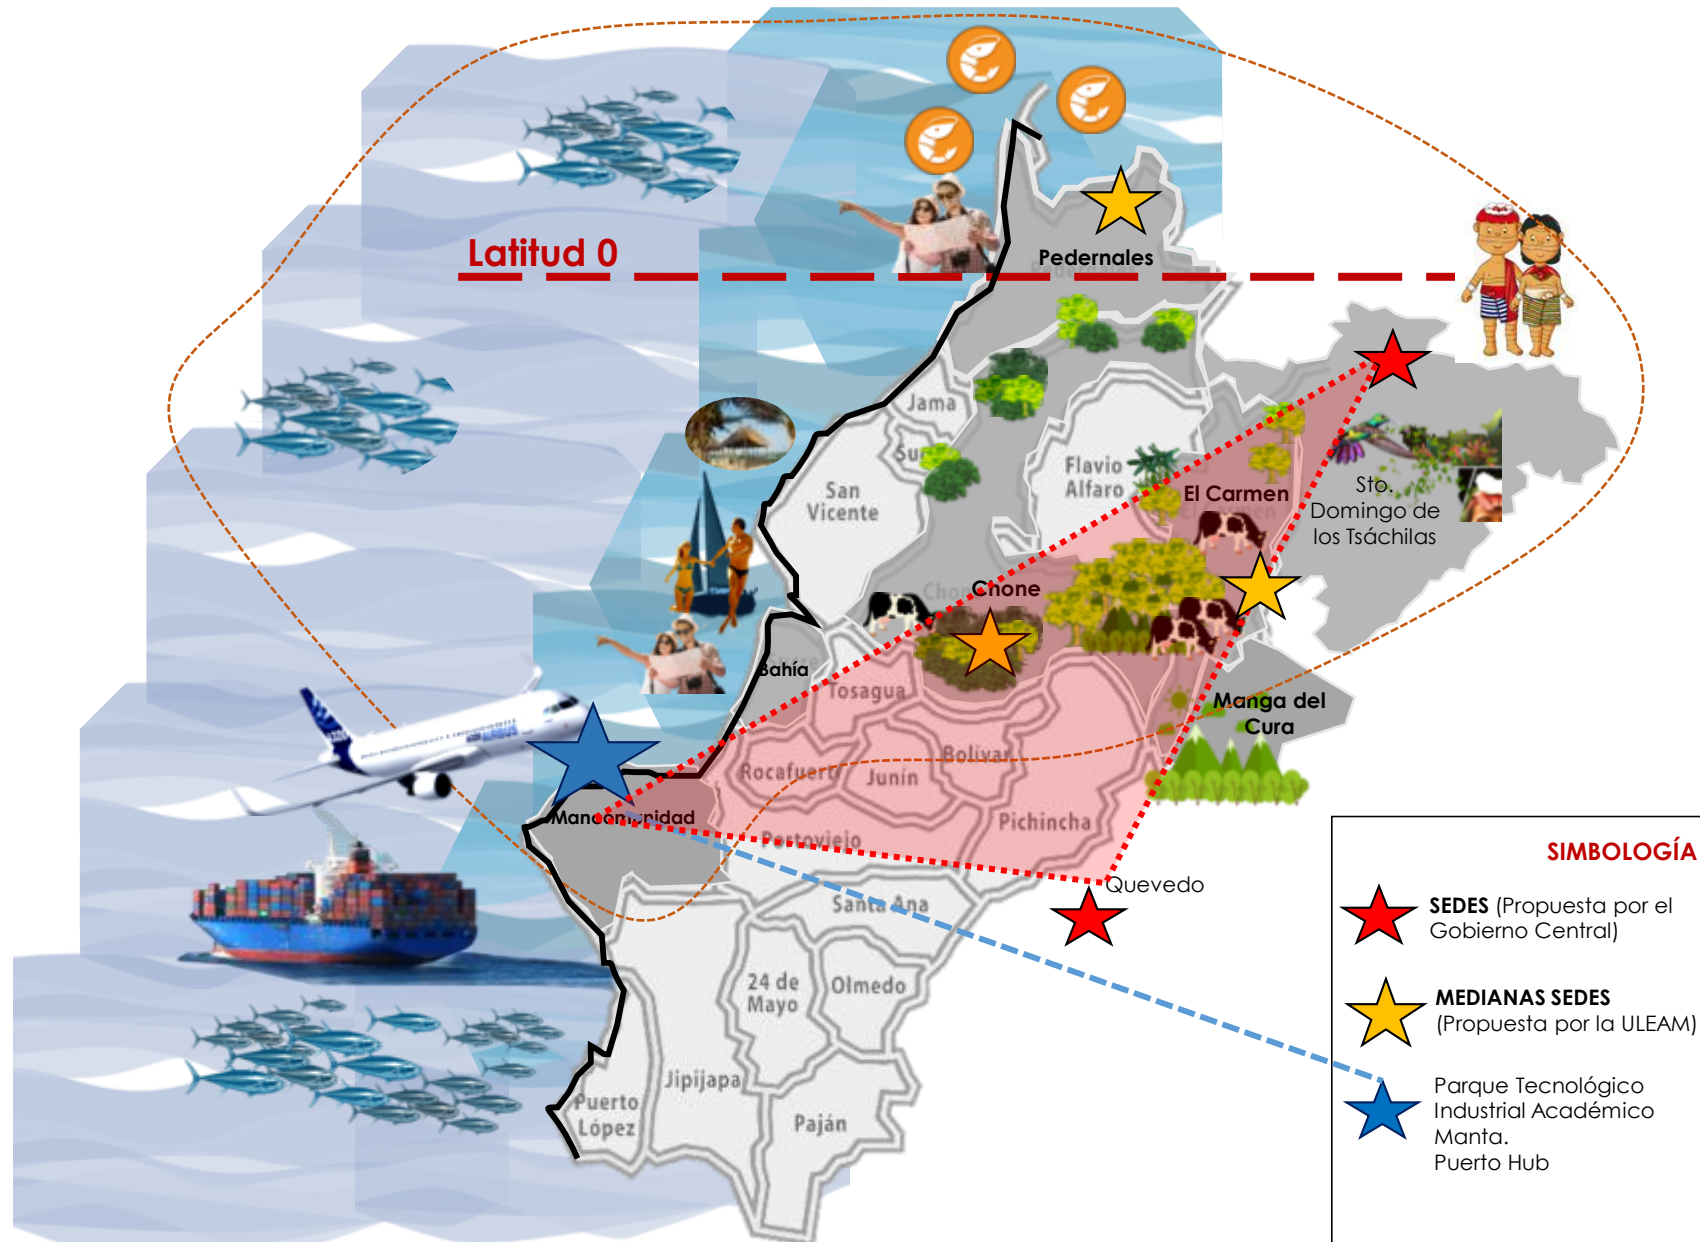 Latitud 0
Pedernales
Jama
Su
San
Vicente
Flavio
Alfaro
El Carmen
Sto.
Domingo de
los Tsáchilas
Chone
Bahía
Tosagua
Manga del
Cura
Rocafuerte
Junín
Bolívar
Mancomunidad
Portoviejo
Pichincha
Quevedo
Santa Ana
24 de
Mayo
Olmedo
Jipijapa
Puerto
López
Paján
SIMBOLOGÍA
SEDES (Propuesta por el
Gobierno Central)
MEDIANAS SEDES
(Propuesta por la ULEAM)
Parque Tecnológico
Industrial Académico
Manta.
Puerto Hub